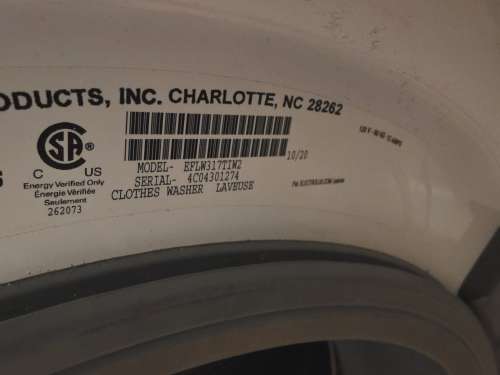 ODUCTS, INC. CHARLOTTE, NC 28262
10/20
MODEL- EFLW317TIW2
SERIAL- 4C04301274
CLOTHES WASHER LAVEUSE
C US
Energy Verified Only
Énergie Vérifiée
Seulement
262073